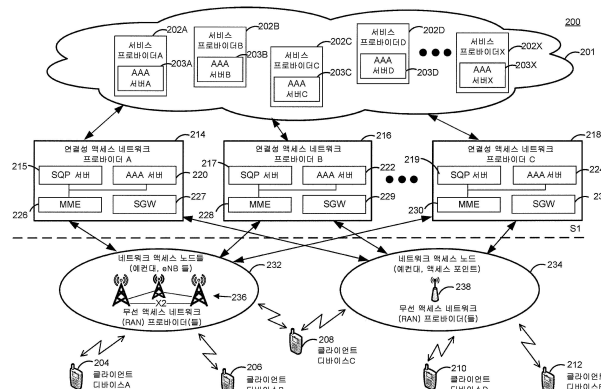 200
202A
202B
202C
202D
202X
201
서비스
프로바이더A
203A
AAA
서버A
서비스
프로바이더B
203B
AAA
서버B
서비스
프로바이더C
203C
AAA
서버C
서비스
프로바이더D
203D
AAA
서버D
서비스
프로바이더X
203X
AAA
서버X
214
216
218
연결성 액세스 네트워크
프로바이더 A
215
SQP 서버
AAA 서버
220
226
MME
SGW
227
연결성 액세스 네트워크
프로바이더 B
217
SQP 서버
AAA 서버
222
228
MME
SGW
229
연결성 액세스 네트워크
프로바이더 C
219
SQP 서버
AAA 서버
230
MME
SGW
S1
네트워크 액세스 노드들
(예컨대, eNB 들)
232
X2
236
무선 액세스 네트워크
(RAN) 프로바이더(들)
네트워크 액세스 노드
(예컨대, 액세스 포인트)
234
238
무선 액세스 네트워크
(RAN) 프로바이더(들)
204
클라이언트
디바이스A
206
클라이언트
208
클라이언트
디바이스C
210
클라이언트
212
클라이언트